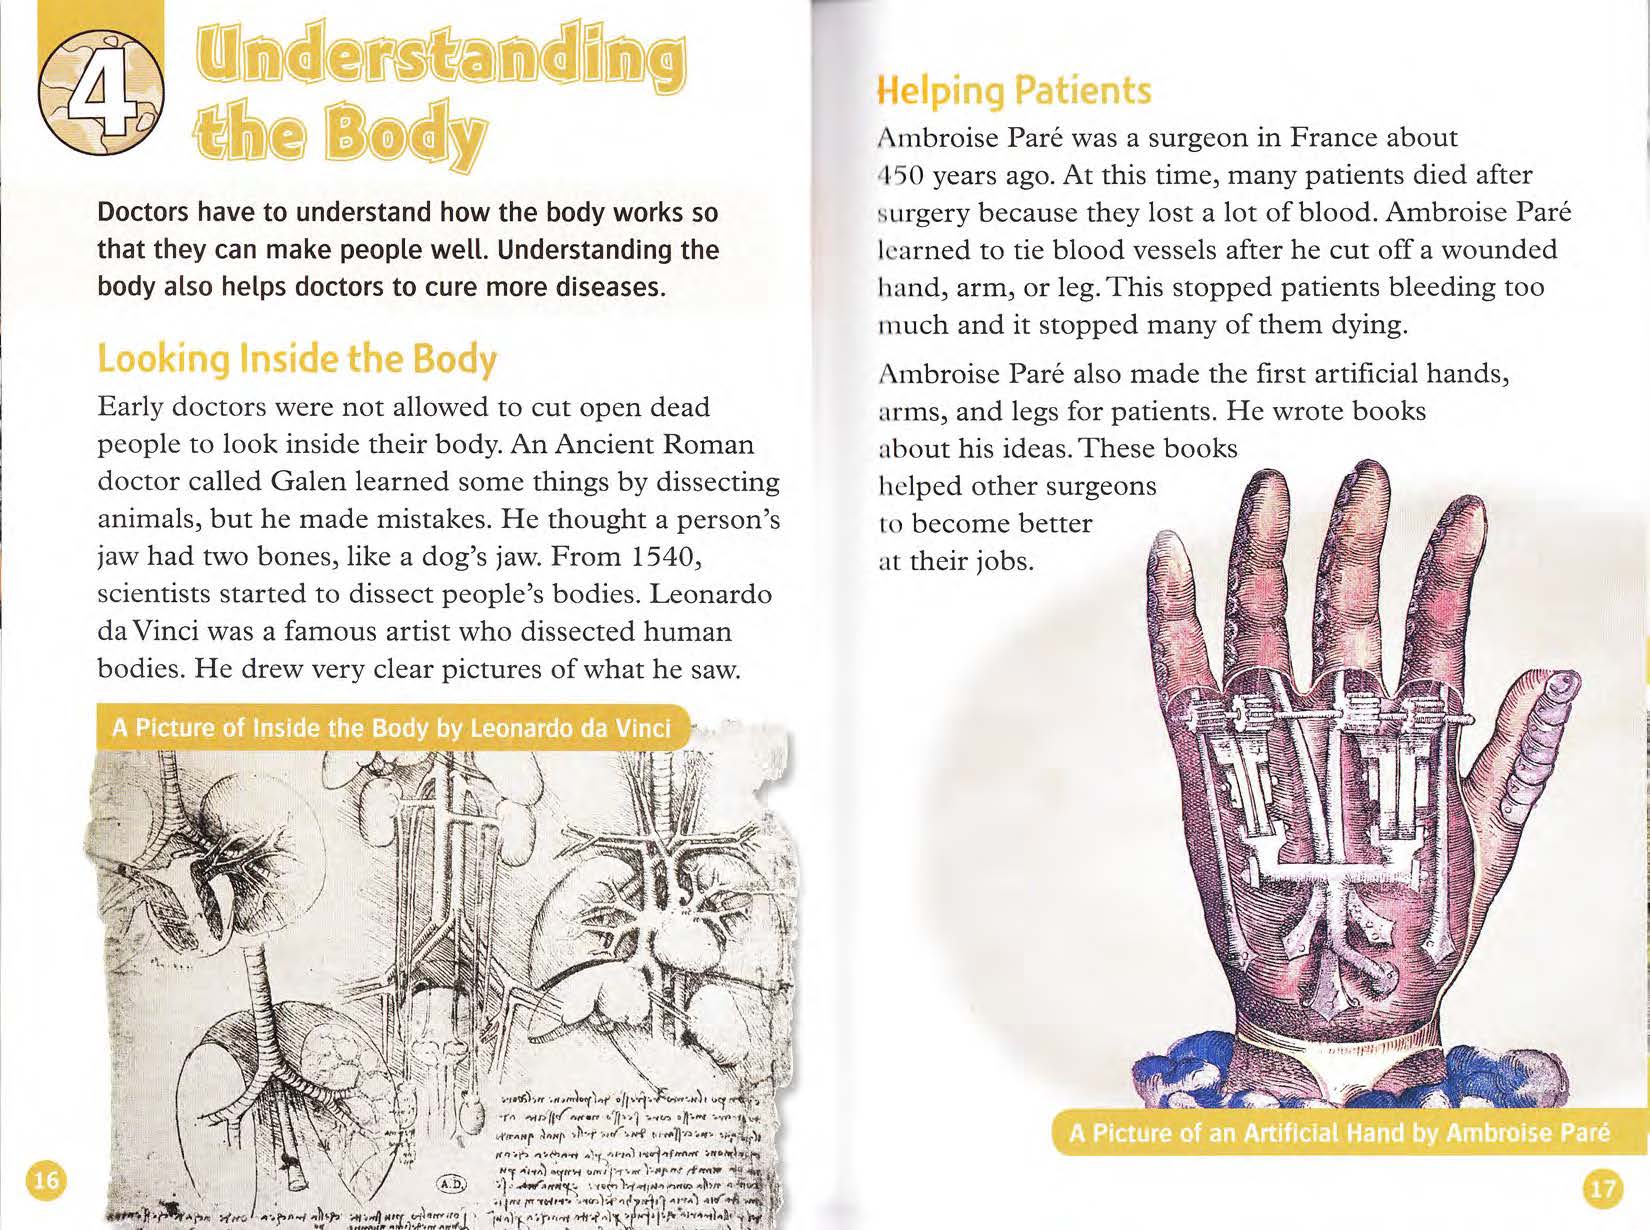 4
Understanding
the Body
Doctors have to understand how the body works so
that they can make people well. Understanding the
body also helps doctors to cure more diseases.
Looking Inside the Body
Early doctors were not allowed to cut open dead
people to look inside their body. An Ancient Roman
doctor called Galen learned some things by dissecting
animals, but he made mistakes. He thought a person's
jaw had two bones, like a dog's jaw. From 1540,
scientists started to dissect people's bodies. Leonardo
da Vinci was a famous artist who dissected human
bodies. He drew very clear pictures of what he saw.
A Picture of Inside the Body by Leonardo da Vinci
A.D.
16
Helping Patients
Ambroise Paré was a surgeon in France about
450 years ago. At this time, many patients died after
surgery because they lost a lot of blood. Ambroise Paré
learned to tie blood vessels after he cut off a wounded
hand, arm, or leg. This stopped patients bleeding too
much and it stopped many of them dying.
Ambroise Paré also made the first artificial hands,
arms, and legs for patients. He wrote books
about his ideas. These books
helped other surgeons
to become better
at their jobs.
A Picture of an Artificial Hand by Ambroise Paré
17